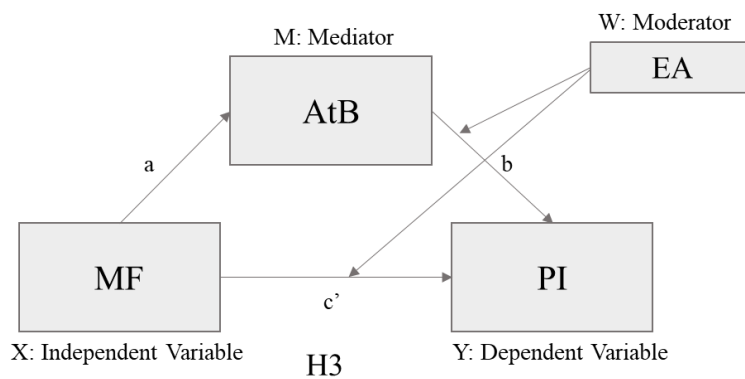 W: Moderator
M: Mediator
EA
AtB
a
b
MF
PI
c’
X: Independent Variable
Y: Dependent Variable
H3